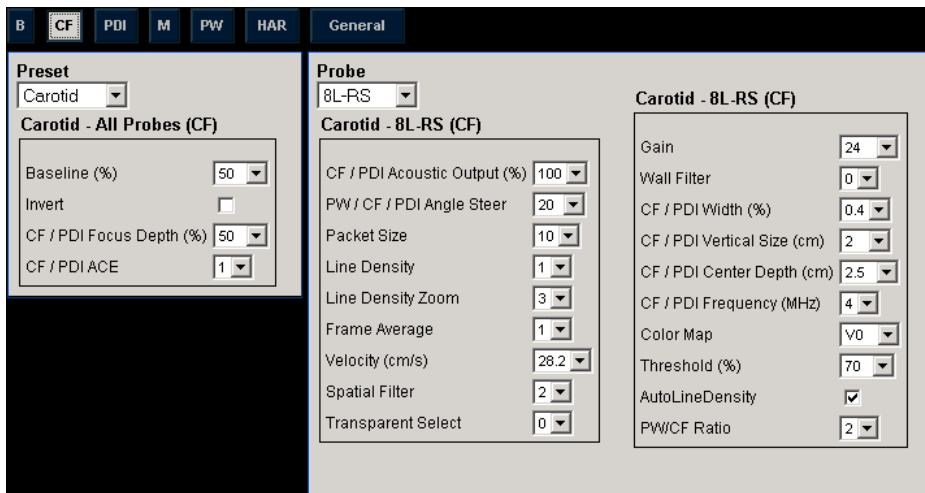 B CF PDI M PW HAR General
Preset
Carotid
Carotid - All Probes (CF)
Baseline (%) 50
Invert
CF / PDI Focus Depth (%) 50
CF / PDI ACE 1
Probe
8L-RS
Carotid - 8L-RS (CF)
CF / PDI Acoustic Output (%) 100
PW / CF / PDI Angle Steer 20
Packet Size 10
Line Density 1
Line Density Zoom 3
Frame Average 1
Velocity (cm/s) 28.2
Spatial Filter 2
Transparent Select 0
Carotid - 8L-RS (CF)
Gain 24
Wall Filter 0
CF / PDI Width (%) 0.4
CF / PDI Vertical Size (cm) 2
CF / PDI Center Depth (cm) 2.5
CF / PDI Frequency (MHz) 4
Color Map V0
Threshold (%) 70
AutoLineDensity
PW/CF Ratio 2